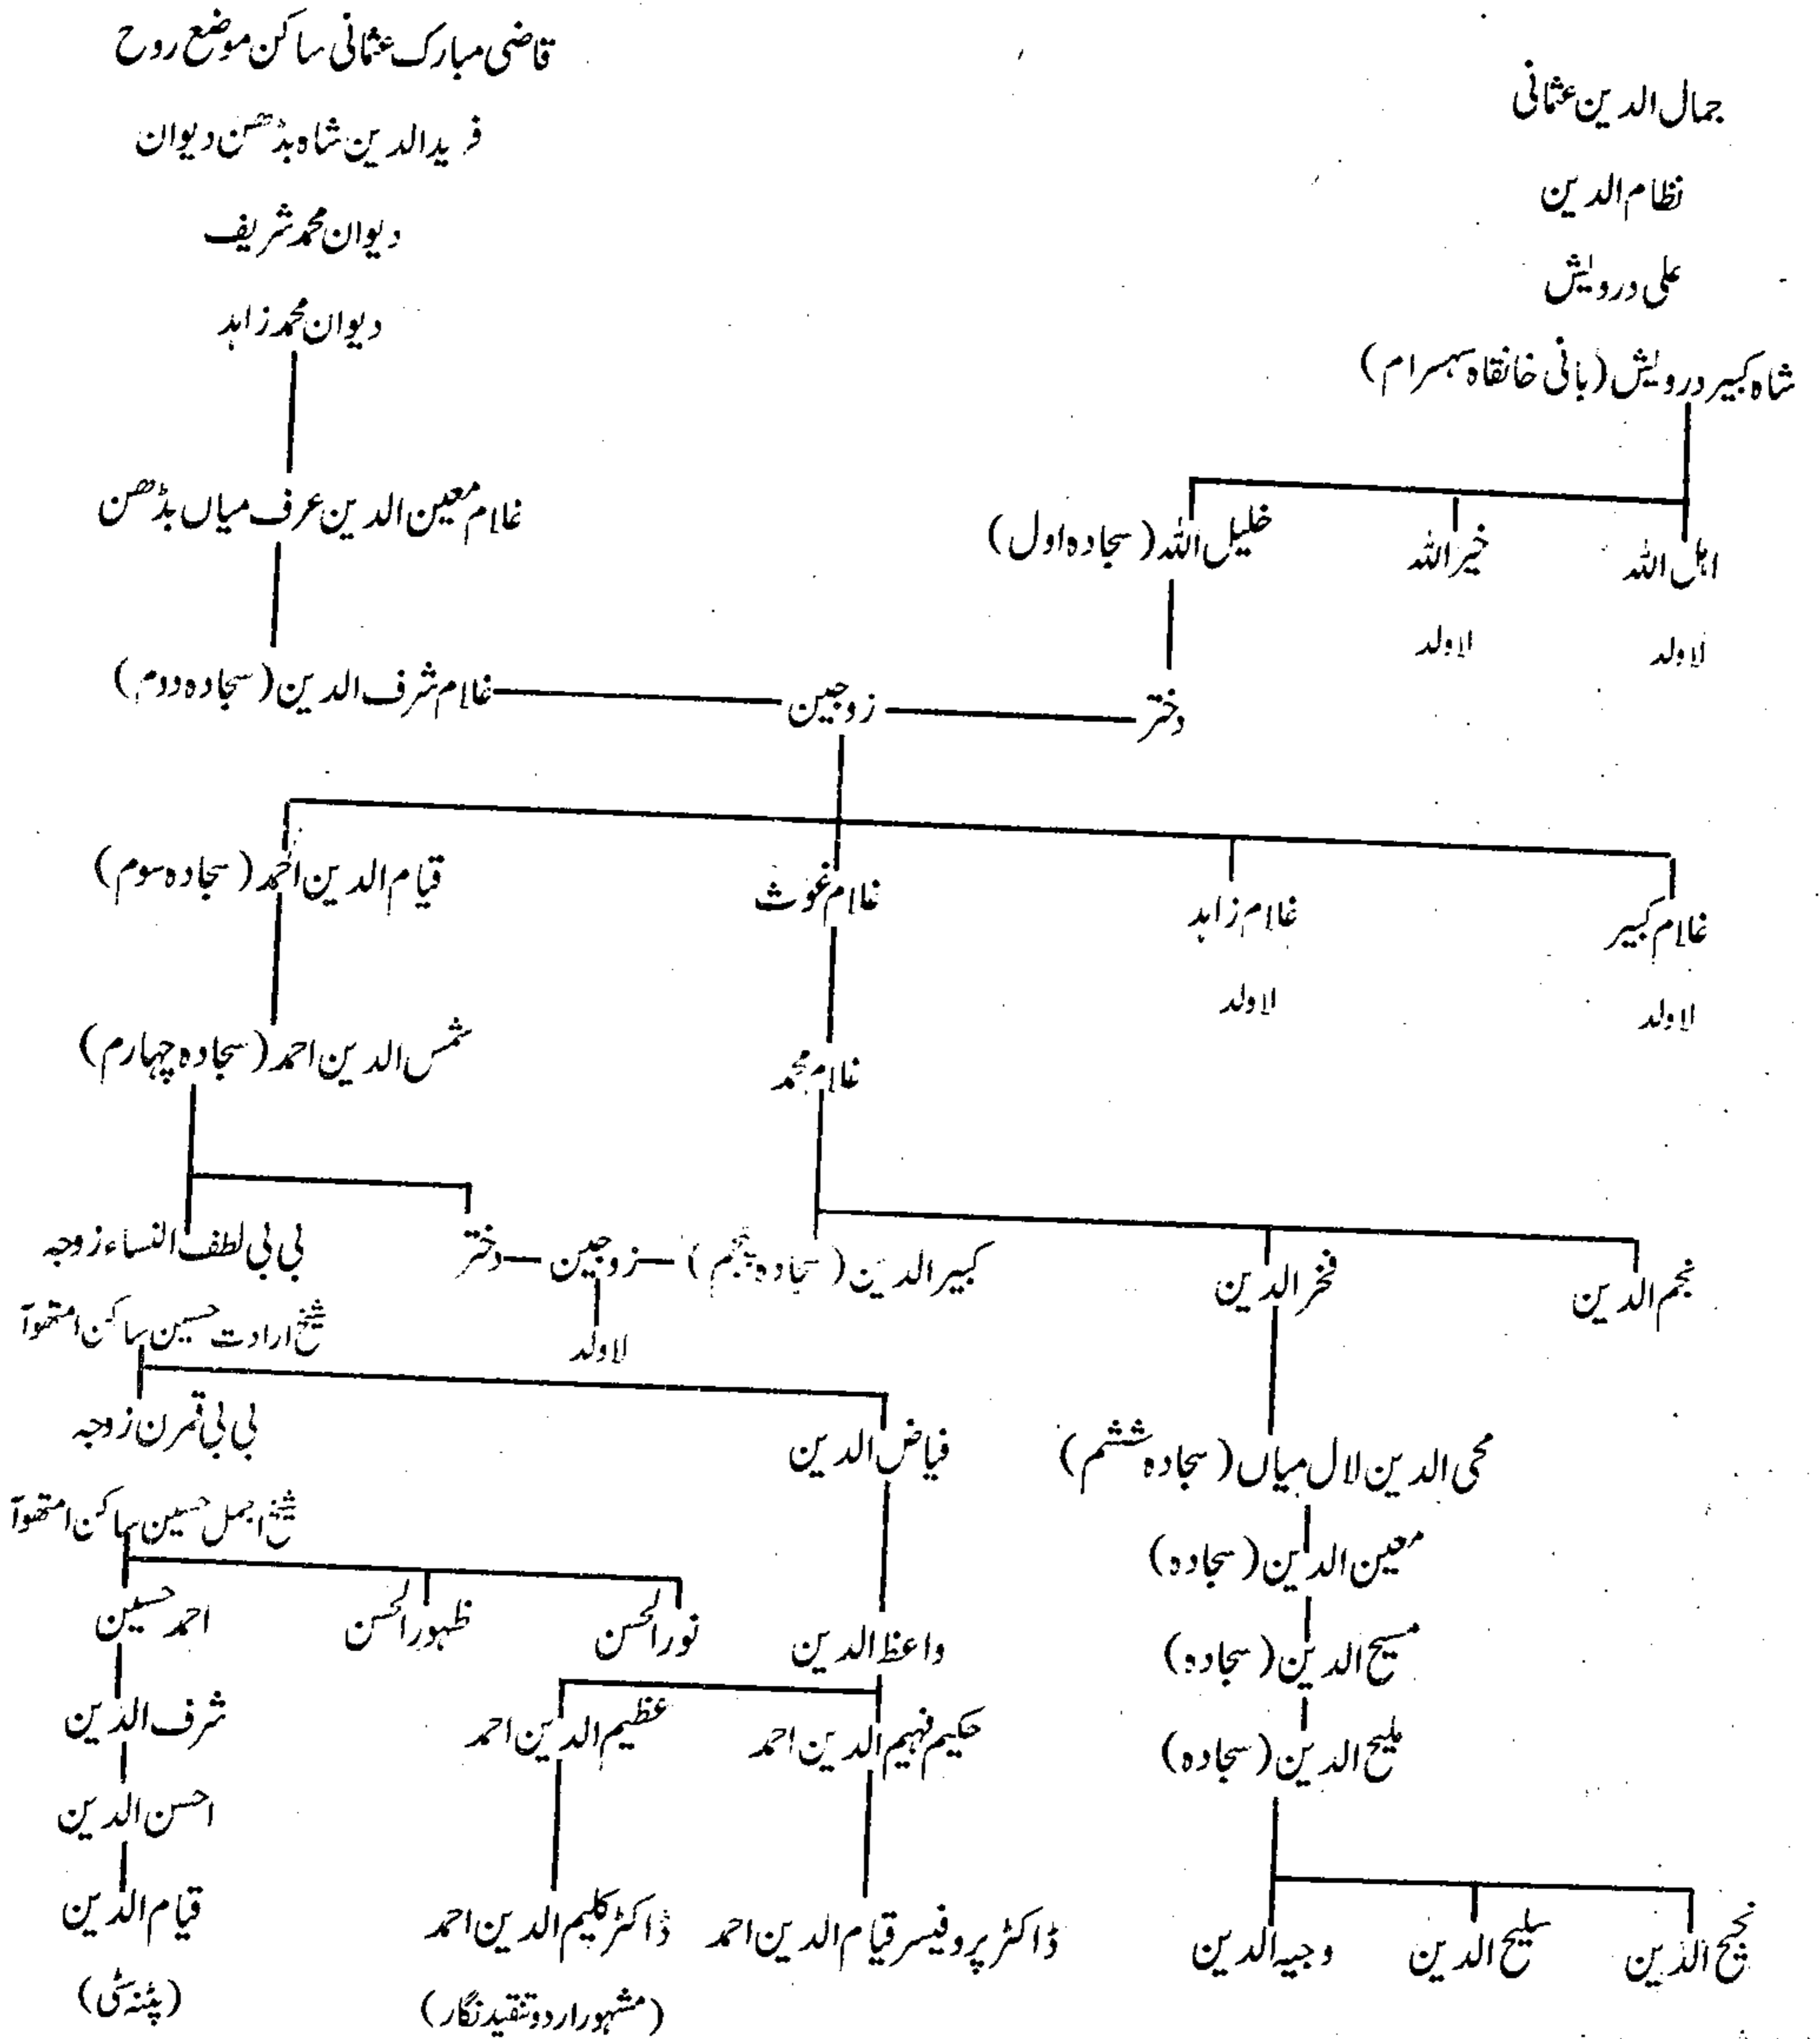 قاضی مبارک عثمانی ساکن موضع روح
جمال الدین عثمانی
فریدالدین شاہ بڈھن دیوان
نظام الدین
دیوان محمد شریف
علی درویش
دیوان محمد زاہد
شاہ کبیر درویش (بانی خانقاہ سہسرام)
غلام معین الدین عرف میاں بڈھن
اہل اللہ
خیر اللہ
خلیل اللہ (سجادہ اول)
لاولد
لاولد
دختر
زوجین
غلام شرف الدین (سجادہ دوم)
غلام کبیر
غلام زاہد
غلام غوث
قیام الدین احمد (سجادہ سوم)
لاولد
لاولد
غلام محمد
شمس الدین احمد (سجادہ چہارم)
نجم الدین
فخر الدین
کبیر الدین (سجادہ پنجم)
زوجین
دختر
بی بی لطف النساء زوجہ
لاولد
شیخ ارادت حسین ساکن امتھوآ
محی الدین لال میاں (سجادہ ششم)
فیاض الدین
بی بی قمرن زوجہ
شیخ اجمل حسین ساکن امتھوآ
معین الدین (سجادہ)
مسیح الدین (سجادہ)
واعظ الدین
نور الحسن
ظہور الحسن
احمد حسین
ملیح الدین (سجادہ)
حکیم فہیم الدین احمد
عظیم الدین احمد
شرف الدین
احسن الدین
نجیح الدین
سلیح الدین
وجیہ الدین
ڈاکٹر پروفیسر قیام الدین احمد
ڈاکٹر کلیم الدین احمد
قیام الدین
(مشہور اردو تنقید نگار)
(پٹنہ سٹی)